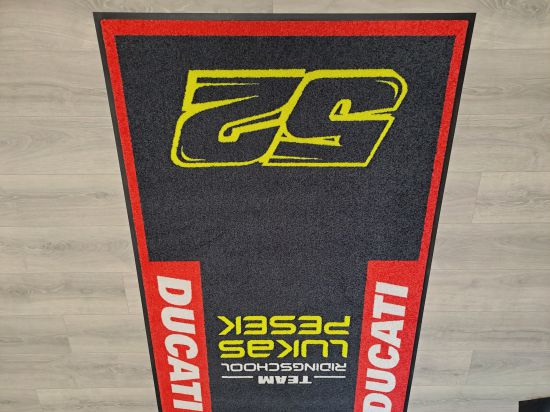 DUCATI
TEAM
RIDINGSCHOOL
LUKAS
PESEK
DUCATI
52